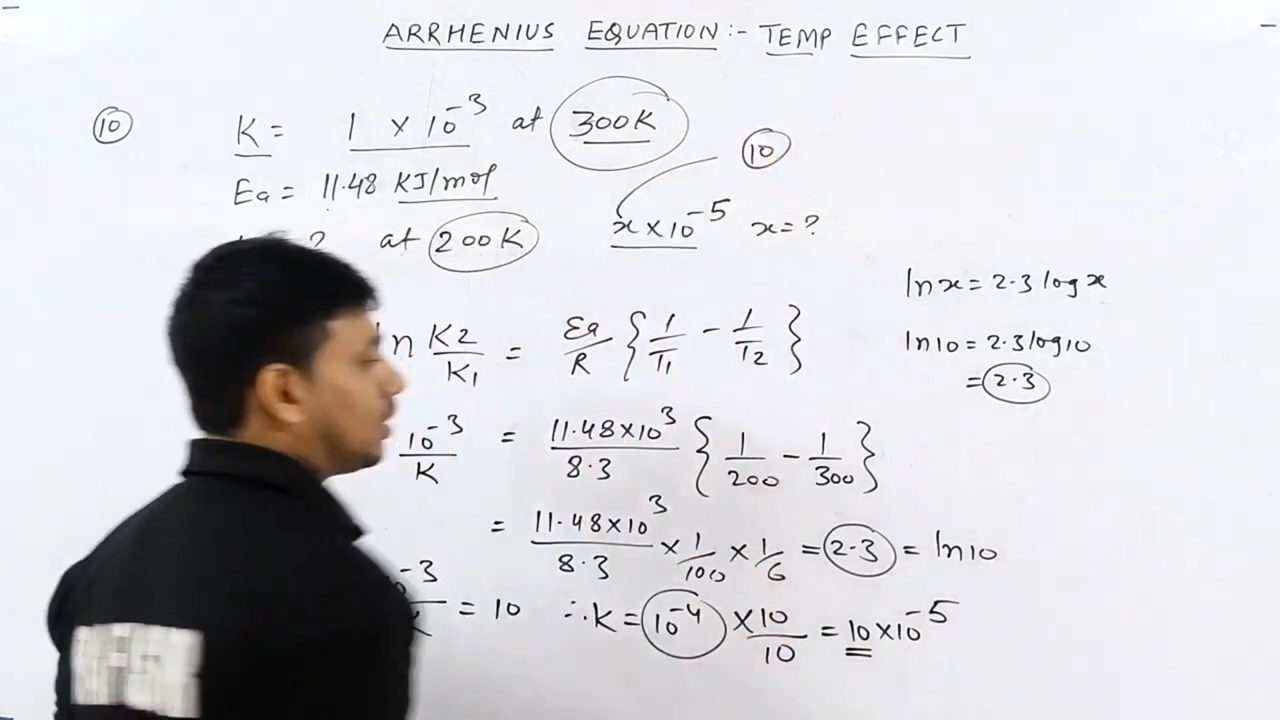 ARRHENIUS EQUATION:- TEMP EFFECT
⑩ K = 1 × 10⁻³ at 300K
⑩
Ea = 11.48 KJ/mol
? at 200K x × 10⁻⁵ x = ?
ln x = 2.3 log x
ln K2/K1 = Ea/R {1/T1 - 1/T2}
ln 10 = 2.3 log 10
= 2.3
10⁻³/K = 11.48×10³/8.3 {1/200 - 1/300}
= 11.48×10³/8.3 × 1/100 × 1/6 = 2.3 = ln 10
= 10 ∴ K = 10⁻⁴ × 10/10 = 10×10⁻⁵